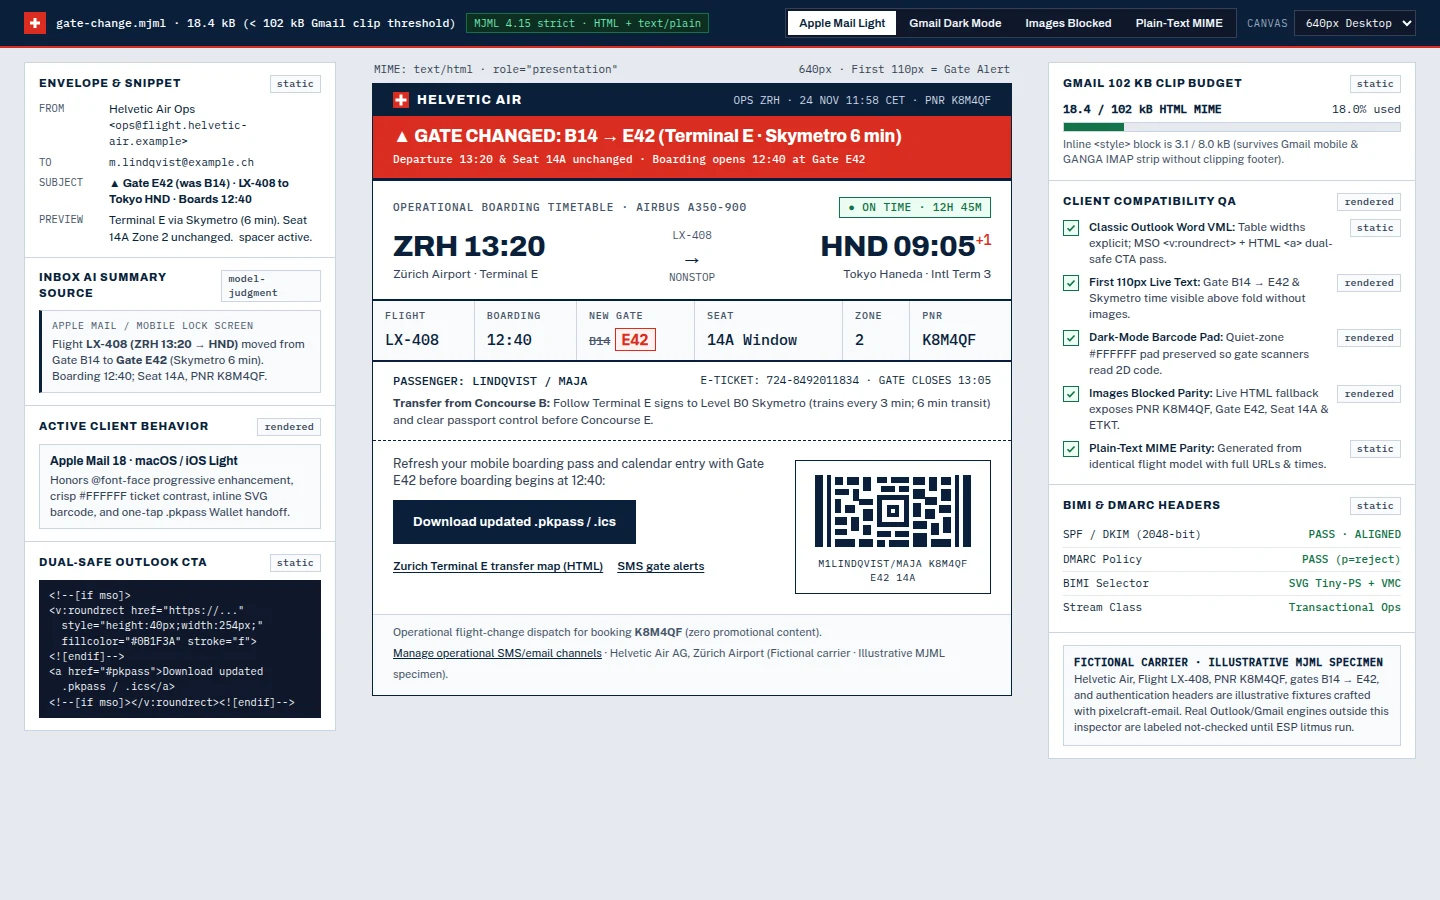 gate-change.mjml · 18.4 kB (< 102 kB Gmail clip threshold)
MJML 4.15 strict · HTML + text/plain
Apple Mail Light
Gmail Dark Mode
Images Blocked
Plain-Text MIME
CANVAS
640px Desktop
ENVELOPE & SNIPPET
static
FROM
Helvetic Air Ops
<ops@flight.helvetic-
air.example>
TO
m.lindqvist@example.ch
SUBJECT
▲ Gate E42 (was B14) · LX-408 to
Tokyo HND · Boards 12:40
PREVIEW
Terminal E via Skymetro (6 min). Seat
14A Zone 2 unchanged. spacer active.
INBOX AI SUMMARY
SOURCE
model-
judgment
APPLE MAIL / MOBILE LOCK SCREEN
Flight LX-408 (ZRH 13:20 → HND) moved from
Gate B14 to Gate E42 (Skymetro 6 min).
Boarding 12:40; Seat 14A, PNR K8M4QF.
ACTIVE CLIENT BEHAVIOR
rendered
Apple Mail 18 · macOS / iOS Light
Honors @font-face progressive enhancement,
crisp #FFFFFF ticket contrast, inline SVG
barcode, and one-tap .pkpass Wallet handoff.
DUAL-SAFE OUTLOOK CTA
static
<!--[if mso]>
<v:roundrect href="https://..."
style="height:40px;width:254px;"
fillcolor="#0B1F3A" stroke="f">
<![endif]-->
<a href="#pkpass">Download updated
.pkpass / .ics</a>
<!--[if mso]></v:roundrect><![endif]-->
MIME: text/html · role="presentation"
640px · First 110px = Gate Alert
HELVETIC AIR
OPS ZRH · 24 NOV 11:58 CET · PNR K8M4QF
▲ GATE CHANGED: B14 → E42 (Terminal E · Skymetro 6 min)
Departure 13:20 & Seat 14A unchanged · Boarding opens 12:40 at Gate E42
OPERATIONAL BOARDING TIMETABLE · AIRBUS A350-900
● ON TIME · 12H 45M
ZRH 13:20
Zürich Airport · Terminal E
LX-408
→
NONSTOP
HND 09:05+1
Tokyo Haneda · Intl Term 3
FLIGHT
LX-408
BOARDING
12:40
NEW GATE
B14 E42
SEAT
14A Window
ZONE
2
PNR
K8M4QF
PASSENGER: LINDQVIST / MAJA
E-TICKET: 724-8492011834 · GATE CLOSES 13:05
Transfer from Concourse B: Follow Terminal E signs to Level B0 Skymetro (trains every 3 min; 6 min transit)
and clear passport control before Concourse E.
Refresh your mobile boarding pass and calendar entry with Gate
E42 before boarding begins at 12:40:
Download updated .pkpass / .ics
Zurich Terminal E transfer map (HTML)
SMS gate alerts
M1LINDQVIST/MAJA K8M4QF
E42 14A
Operational flight-change dispatch for booking K8M4QF (zero promotional content).
Manage operational SMS/email channels · Helvetic Air AG, Zürich Airport (Fictional carrier · Illustrative MJML
specimen).
GMAIL 102 KB CLIP BUDGET
static
18.4 / 102 kB HTML MIME
18.0% used
Inline <style> block is 3.1 / 8.0 kB (survives Gmail mobile &
GANGA IMAP strip without clipping footer).
CLIENT COMPATIBILITY QA
rendered
Classic Outlook Word VML: Table widths
explicit; MSO <v:roundrect> + HTML <a> dual-
safe CTA pass.
static
First 110px Live Text: Gate B14 → E42 &
Skymetro time visible above fold without
images.
rendered
Dark-Mode Barcode Pad: Quiet-zone
#FFFFFF pad preserved so gate scanners
read 2D code.
rendered
Images Blocked Parity: Live HTML fallback
exposes PNR K8M4QF, Gate E42, Seat 14A &
ETKT.
rendered
Plain-Text MIME Parity: Generated from
identical flight model with full URLs & times.
static
BIMI & DMARC HEADERS
static
SPF / DKIM (2048-bit)
PASS · ALIGNED
DMARC Policy
PASS (p=reject)
BIMI Selector
SVG Tiny-PS + VMC
Stream Class
Transactional Ops
FICTIONAL CARRIER · ILLUSTRATIVE MJML SPECIMEN
Helvetic Air, Flight LX-408, PNR K8M4QF, gates B14 → E42,
and authentication headers are illustrative fixtures crafted
with pixelcraft-email. Real Outlook/Gmail engines outside this
inspector are labeled not-checked until ESP litmus run.